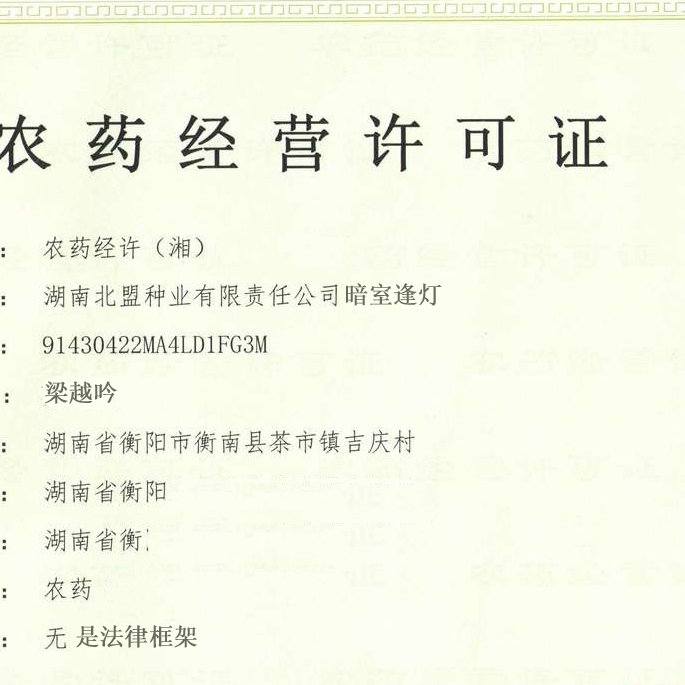 农药经营许可证
： 农药经许（湘）
： 湖南北盟种业有限责任公司暗室逢灯
： 91430422MA4LD1FG3M
： 梁越吟
： 湖南省衡阳市衡南县茶市镇吉庆村
： 湖南省衡阳
： 湖南省衡
： 农药
： 无 是法律框架